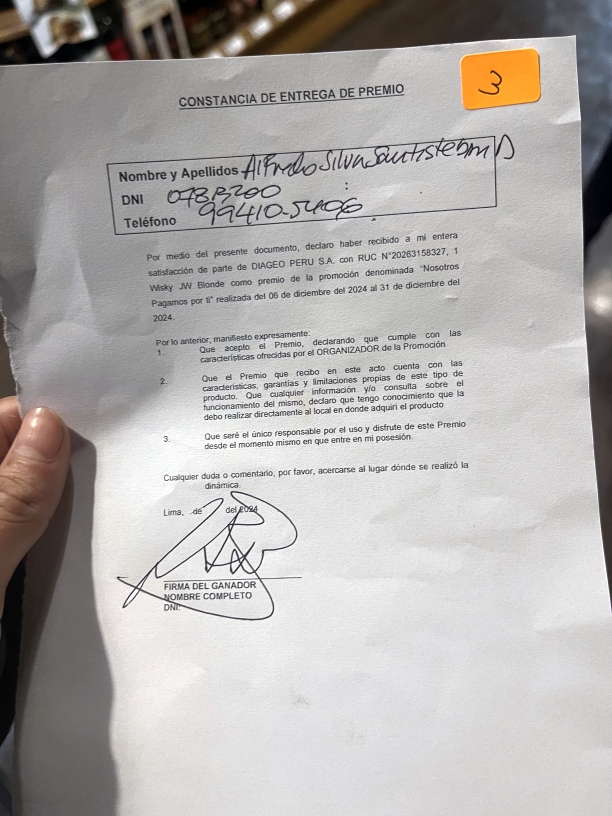 3
CONSTANCIA DE ENTREGA DE PREMIO
Nombre y Apellidos Alfredo Silva Santisteban D
DNI
Teléfono 99410-5406
Por medio del presente documento, declaro haber recibido a mi entera
satisfacción de parte de DIAGEO PERU S.A. con RUC N°20263158327, 1
Wisky JW Blonde como premio de la promoción denominada "Nosotros
Pagamos por ti" realizada del 06 de diciembre del 2024 al 31 de diciembre del
2024.
Por lo anterior, manifiesto expresamente:
1. Que acepto el Premio, declarando que cumple con las
características ofrecidas por el ORGANIZADOR de la Promoción
2. Que el Premio que recibo en este acto cuenta con las
características, garantías y limitaciones propias de este tipo de
producto. Que cualquier información y/o consulta sobre el
funcionamiento del mismo, declaro que tengo conocimiento que la
debo realizar directamente al local en donde adquirí el producto
3. Que seré el único responsable por el uso y disfrute de este Premio
desde el momento mismo en que entre en mi posesión.
Cualquier duda o comentario, por favor, acercarse al lugar dónde se realizó la
dinámica.
Lima, de del 2024
FIRMA DEL GANADOR
NOMBRE COMPLETO
DNI: